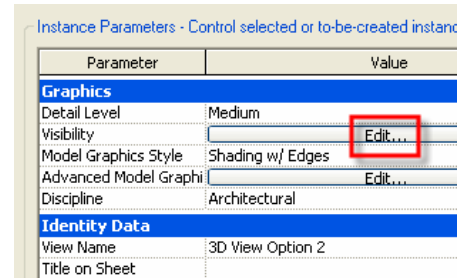 Instance Parameters - Control selected or to-be-created instanc
Parameter Value
Graphics
Detail Level Medium
Visibility Edit...
Model Graphics Style Shading w/ Edges
Advanced Model Graphi Edit...
Discipline Architectural
Identity Data
View Name 3D View Option 2
Title on Sheet